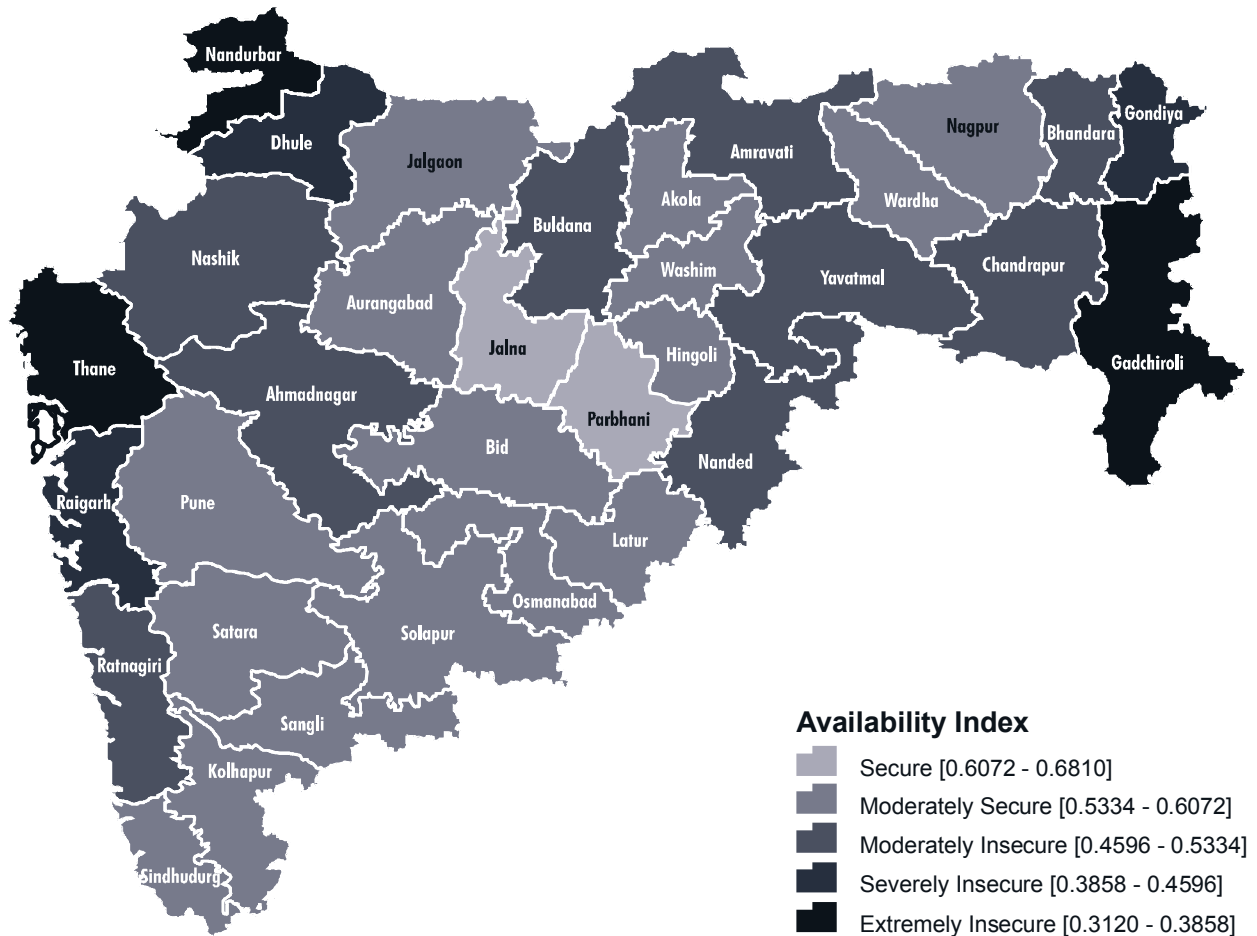 Nandurbar
Dhule
Jalgaon
Nagpur
Bhandara
Gondiya
Amravati
Akola
Wardha
Buldana
Nashik
Washim
Chandrapur
Yavatmal
Aurangabad
Jalna
Hingoli
Thane
Gadchiroli
Ahmadnagar
Parbhani
Bid
Nanded
Raigarh
Pune
Latur
Osmanabad
Satara
Solapur
Ratnagiri
Sangli
Kolhapur
Sindhudurg
Availability Index
Secure [0.6072 - 0.6810]
Moderately Secure [0.5334 - 0.6072]
Moderately Insecure [0.4596 - 0.5334]
Severely Insecure [0.3858 - 0.4596]
Extremely Insecure [0.3120 - 0.3858]